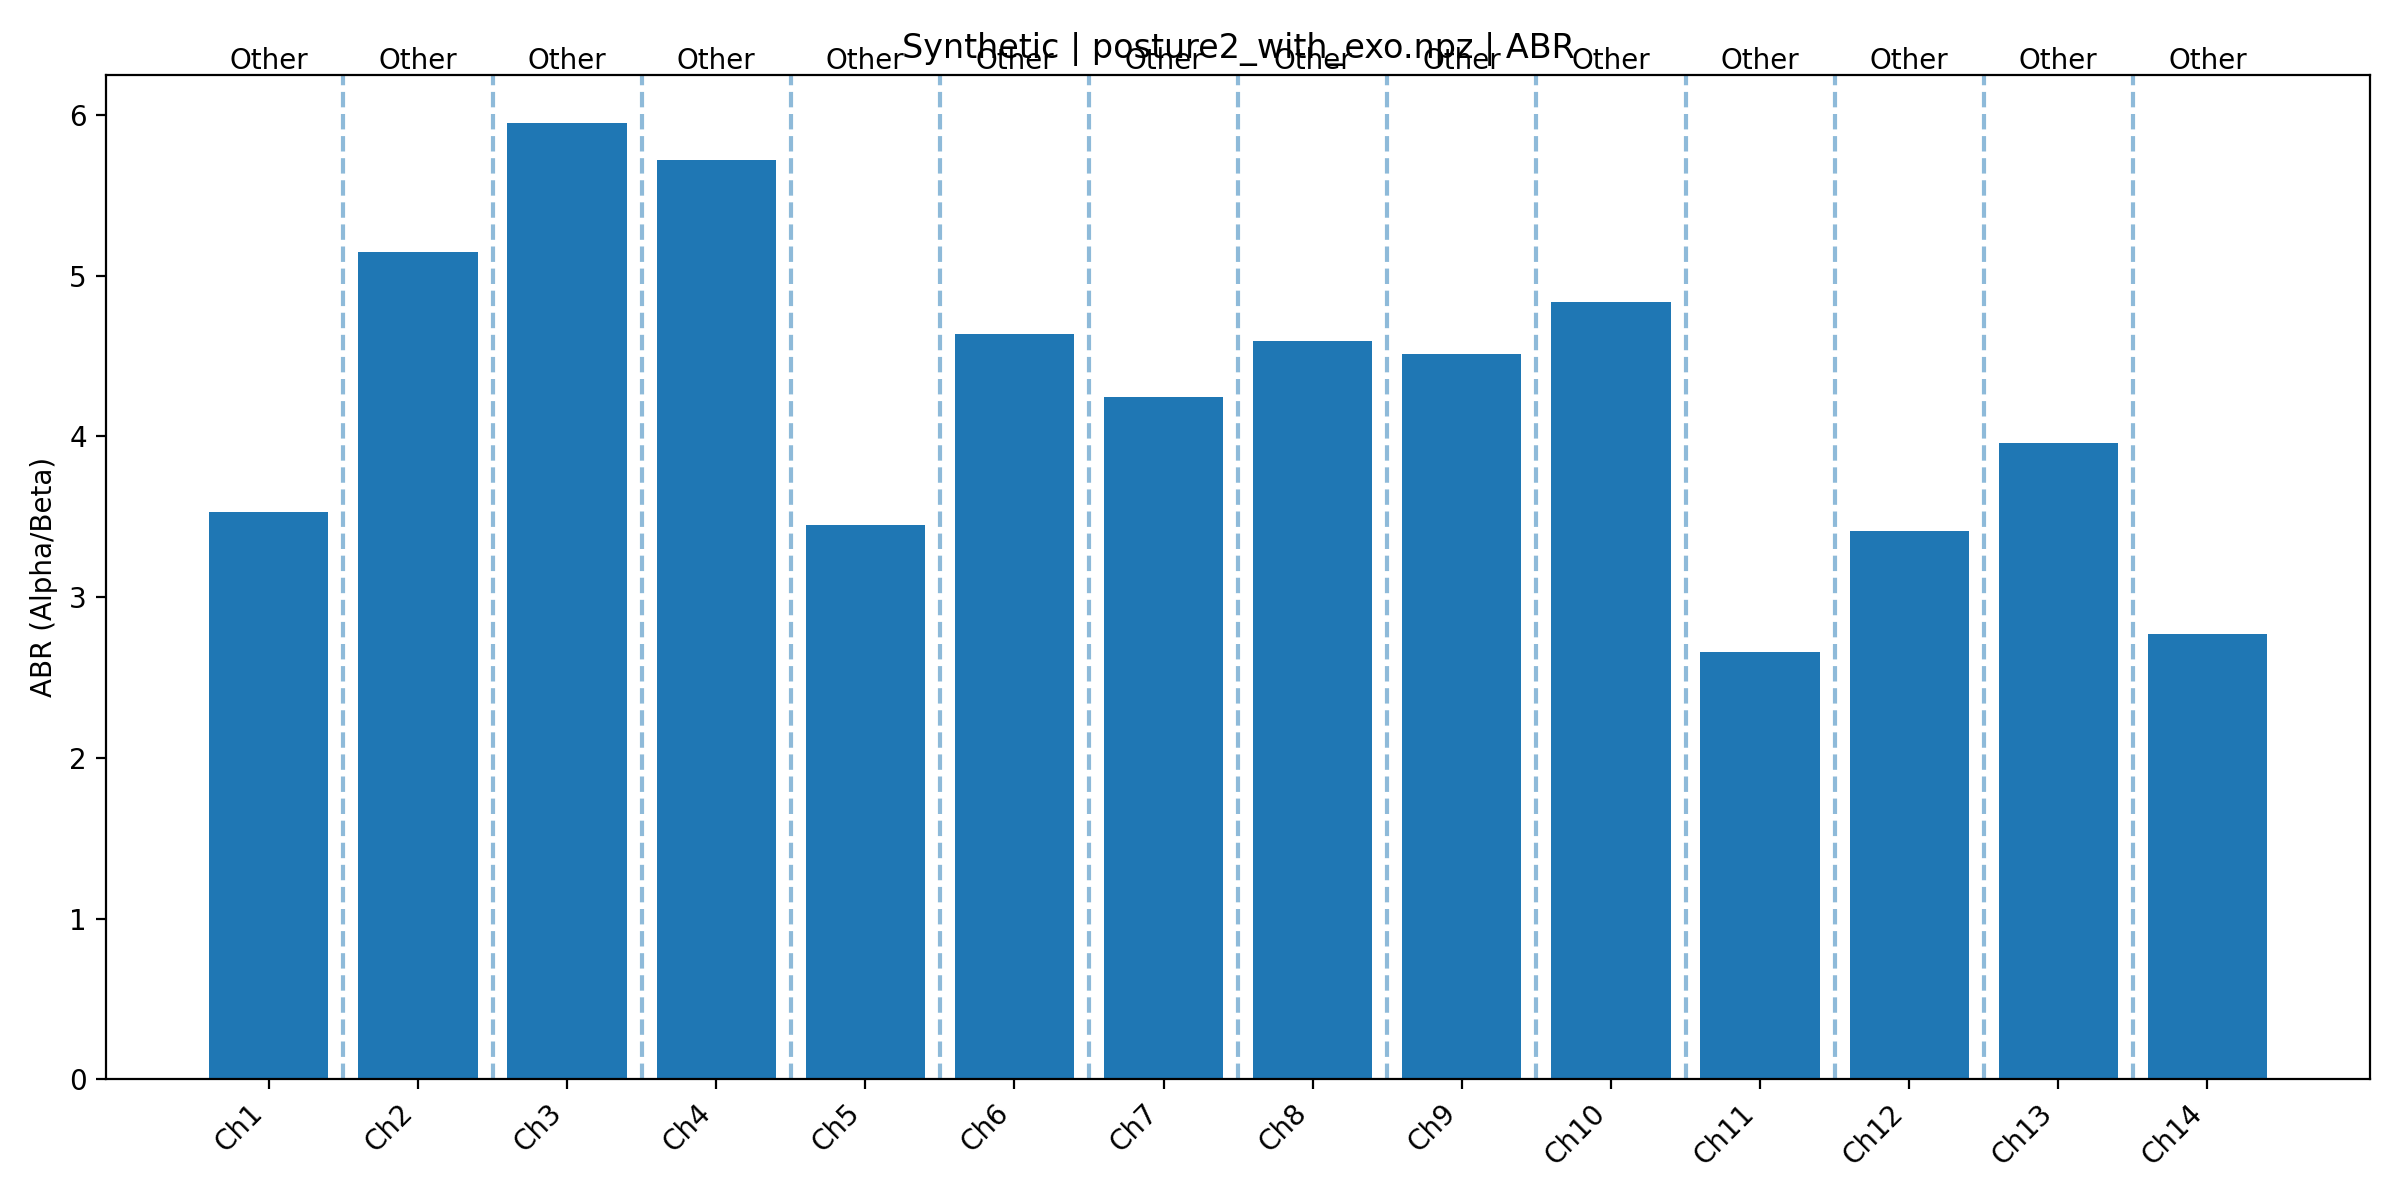 Synthetic | posture2_with_exo.npz | ABR
Other Other Other Other Other Other Other Other Other Other Other Other Other Other
ABR (Alpha/Beta)
6
5
4
3
2
1
0
Ch1 Ch2 Ch3 Ch4 Ch5 Ch6 Ch7 Ch8 Ch9 Ch10 Ch11 Ch12 Ch13 Ch14